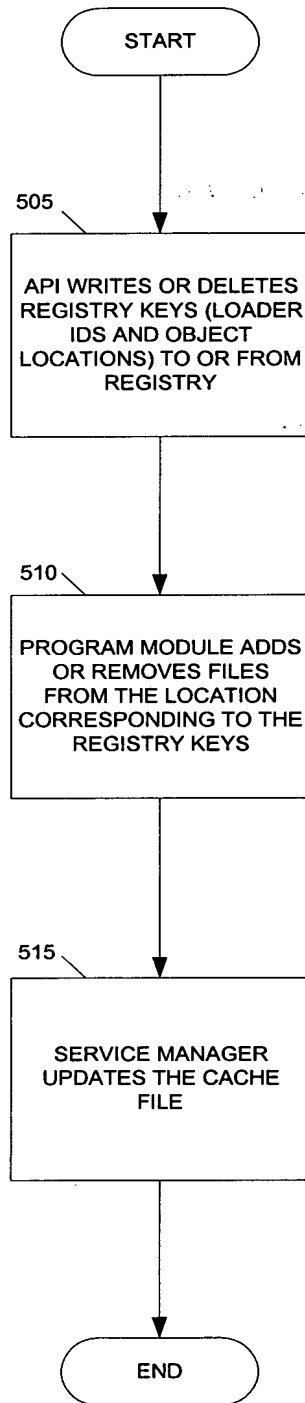 START
505
API WRITES OR DELETES
REGISTRY KEYS (LOADER
IDS AND OBJECT
LOCATIONS) TO OR FROM
REGISTRY
510
PROGRAM MODULE ADDS
OR REMOVES FILES
FROM THE LOCATION
CORRESPONDING TO THE
REGISTRY KEYS
515
SERVICE MANAGER
UPDATES THE CACHE
FILE
END